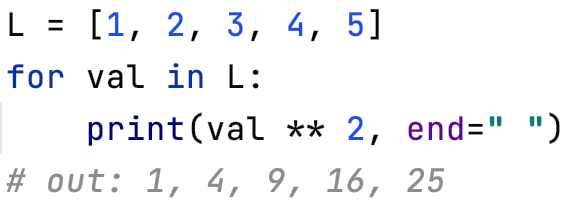 L = [1, 2, 3, 4, 5]
for val in L:
    print(val ** 2, end=" ")
# out: 1, 4, 9, 16, 25